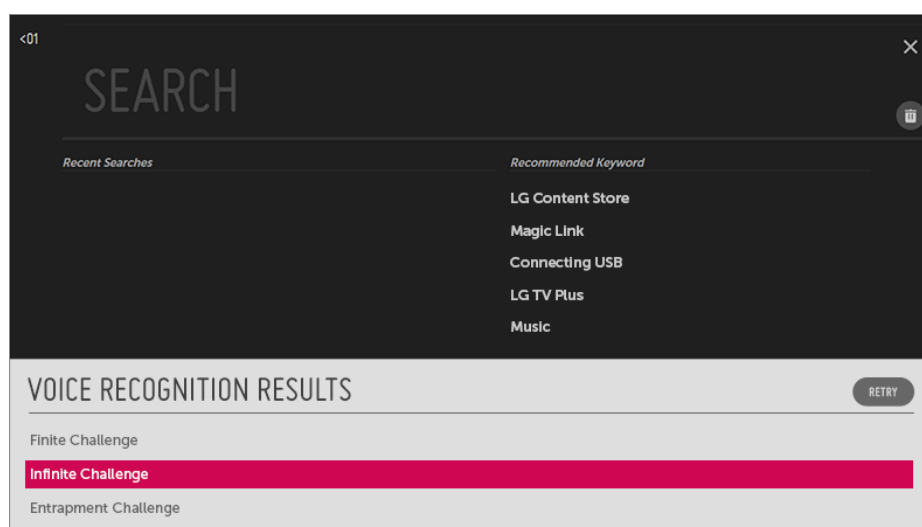 <01
SEARCH
Recent Searches
Recommended Keyword
LG Content Store
Magic Link
Connecting USB
LG TV Plus
Music
VOICE RECOGNITION RESULTS
RETRY
Finite Challenge
Infinite Challenge
Entrapment Challenge